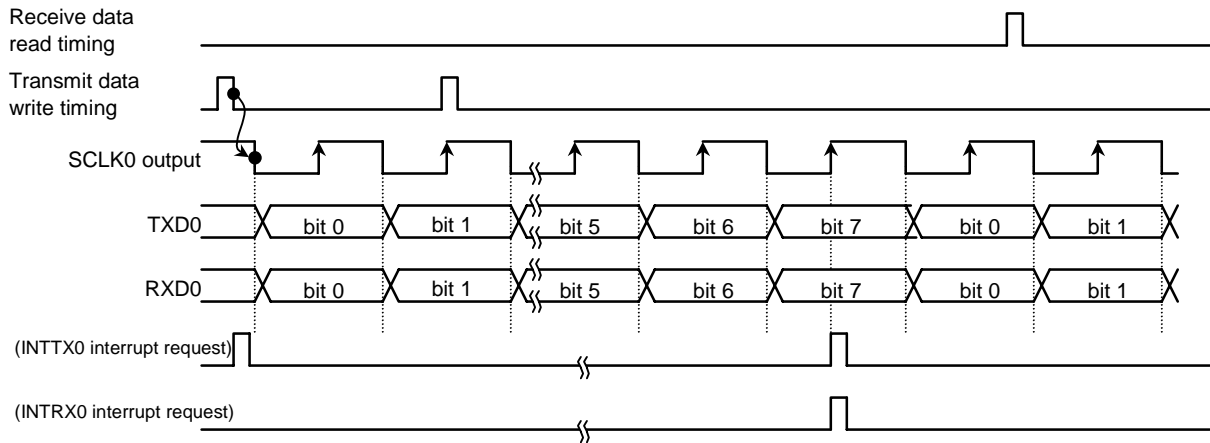 Receive data
read timing
Transmit data
write timing
SCLK0 output
TXD0 bit 0 bit 1 bit 5 bit 6 bit 7 bit 0 bit 1
RXD0 bit 0 bit 1 bit 5 bit 6 bit 7 bit 0 bit 1
(INTTX0 interrupt request)
(INTRX0 interrupt request)